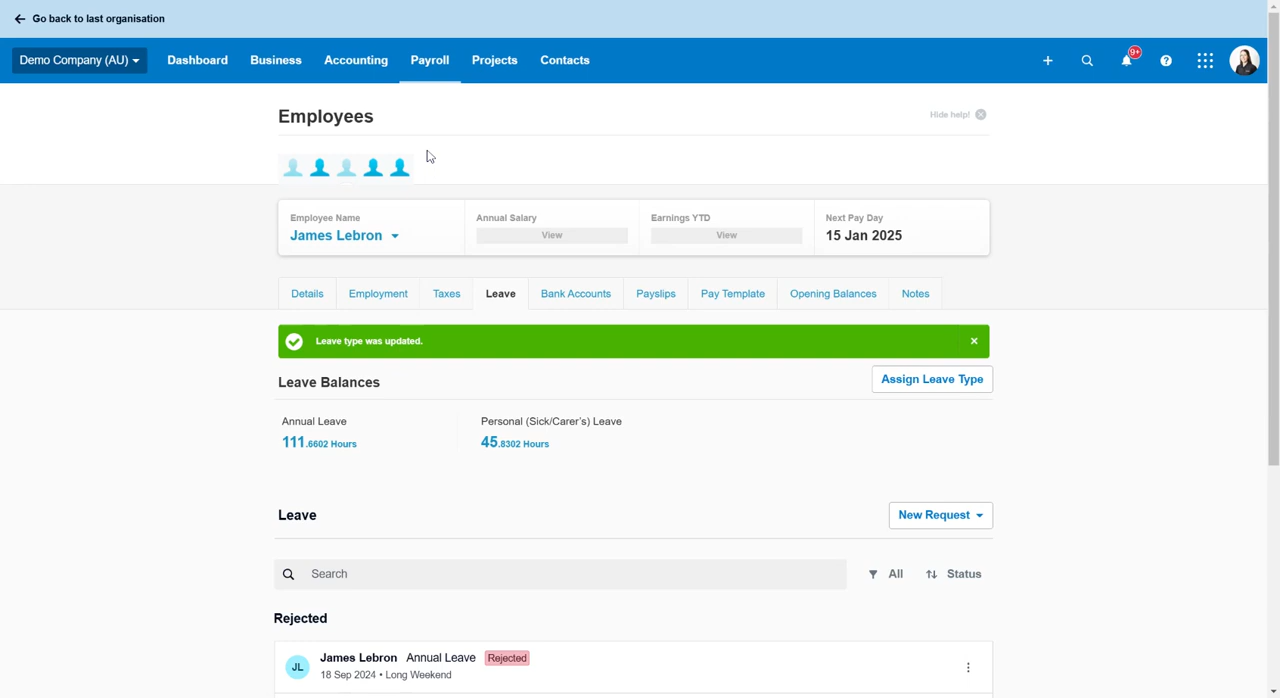 Go back to last organisation
Demo Company (AU) Dashboard Business Accounting Payroll Projects Contacts 9+
Employees Hide help!
Employee Name Annual Salary Earnings YTD Next Pay Day
James Lebron View View 15 Jan 2025
Details Employment Taxes Leave Bank Accounts Payslips Pay Template Opening Balances Notes
Leave type was updated.
Leave Balances Assign Leave Type
Annual Leave Personal (Sick/Carer's) Leave
111.6602 Hours 45.8302 Hours
Leave New Request
Search All Status
Rejected
JL James Lebron Annual Leave Rejected
18 Sep 2024 • Long Weekend